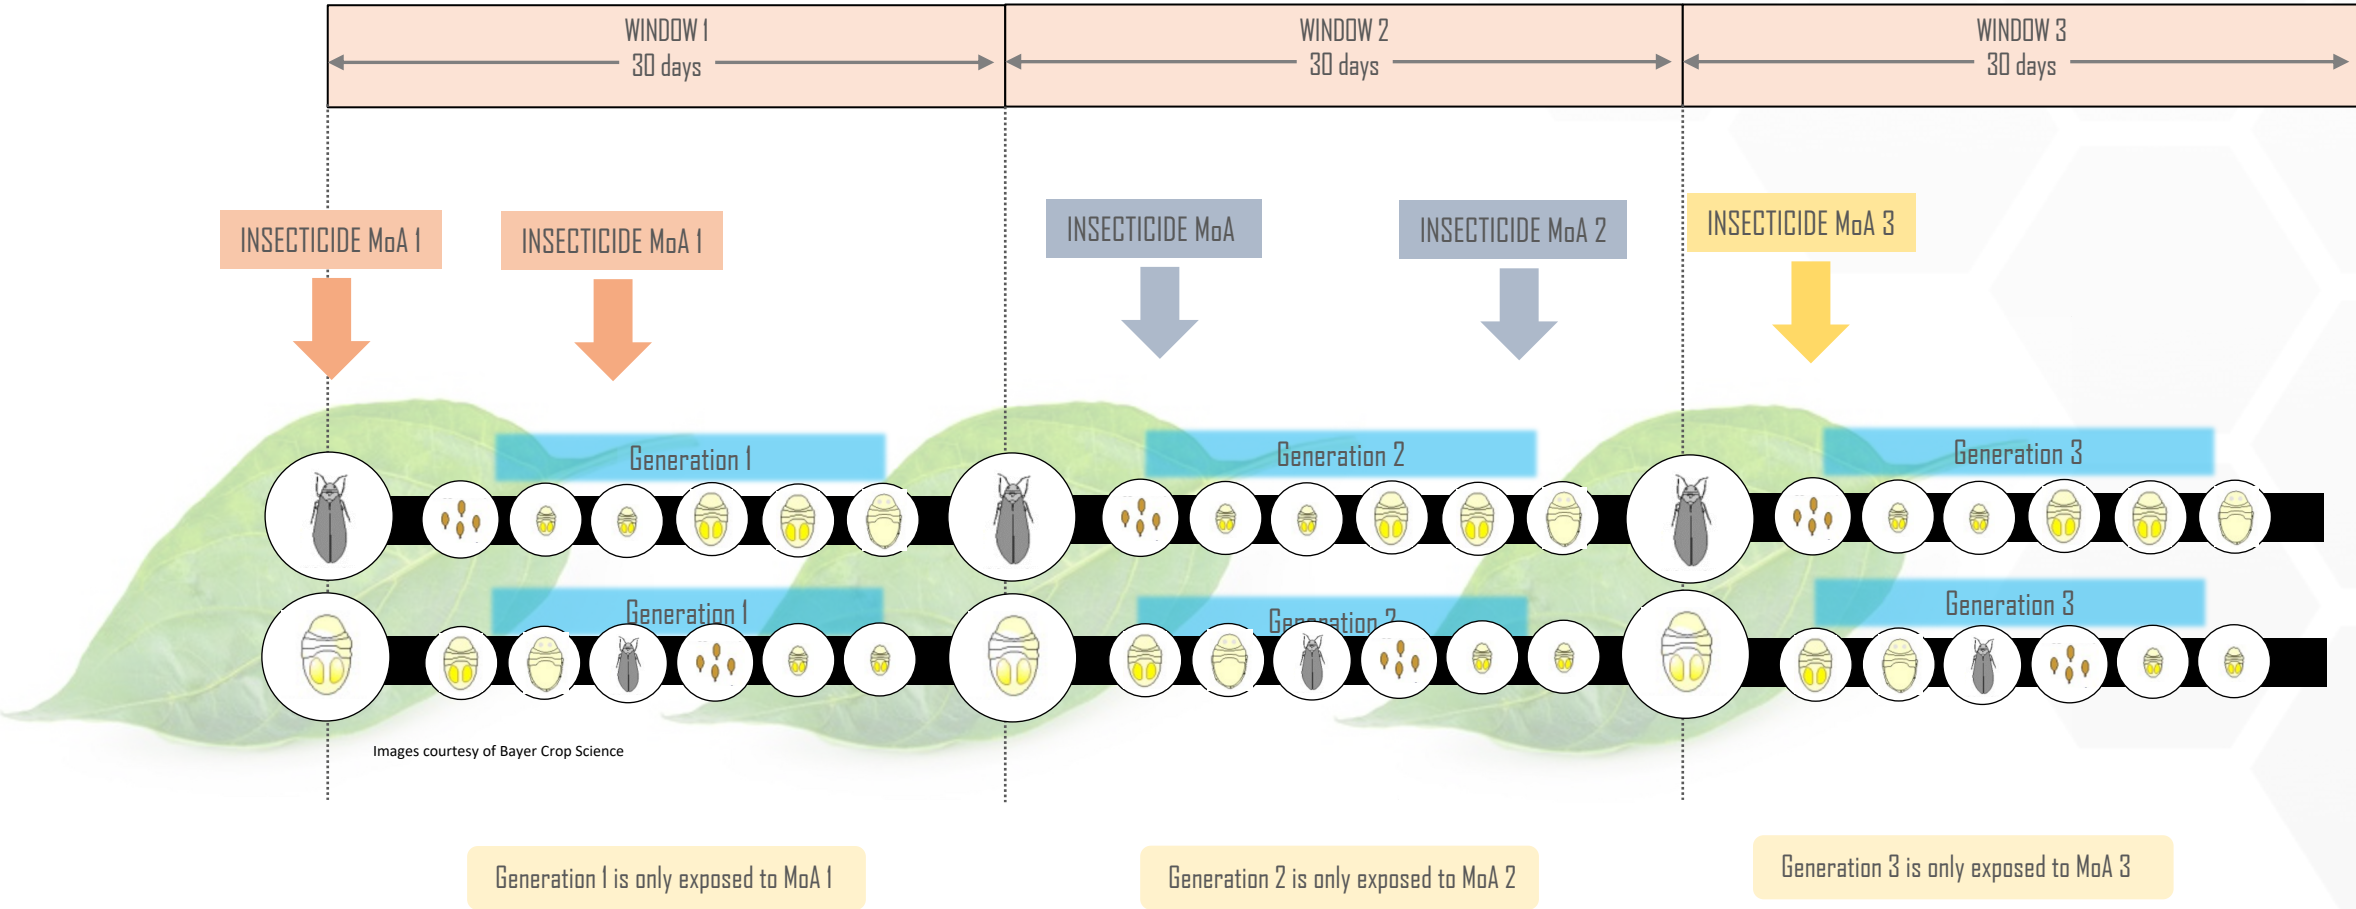 WINDOW 1
30 days
WINDOW 2
30 days
WINDOW 3
30 days
INSECTICIDE MoA 1
INSECTICIDE MoA 1
INSECTICIDE MoA
INSECTICIDE MoA 2
INSECTICIDE MoA 3
Generation 1
Generation 2
Generation 3
Generation 1
Generation 2
Generation 3
Images courtesy of Bayer Crop Science
Generation 1 is only exposed to MoA 1
Generation 2 is only exposed to MoA 2
Generation 3 is only exposed to MoA 3